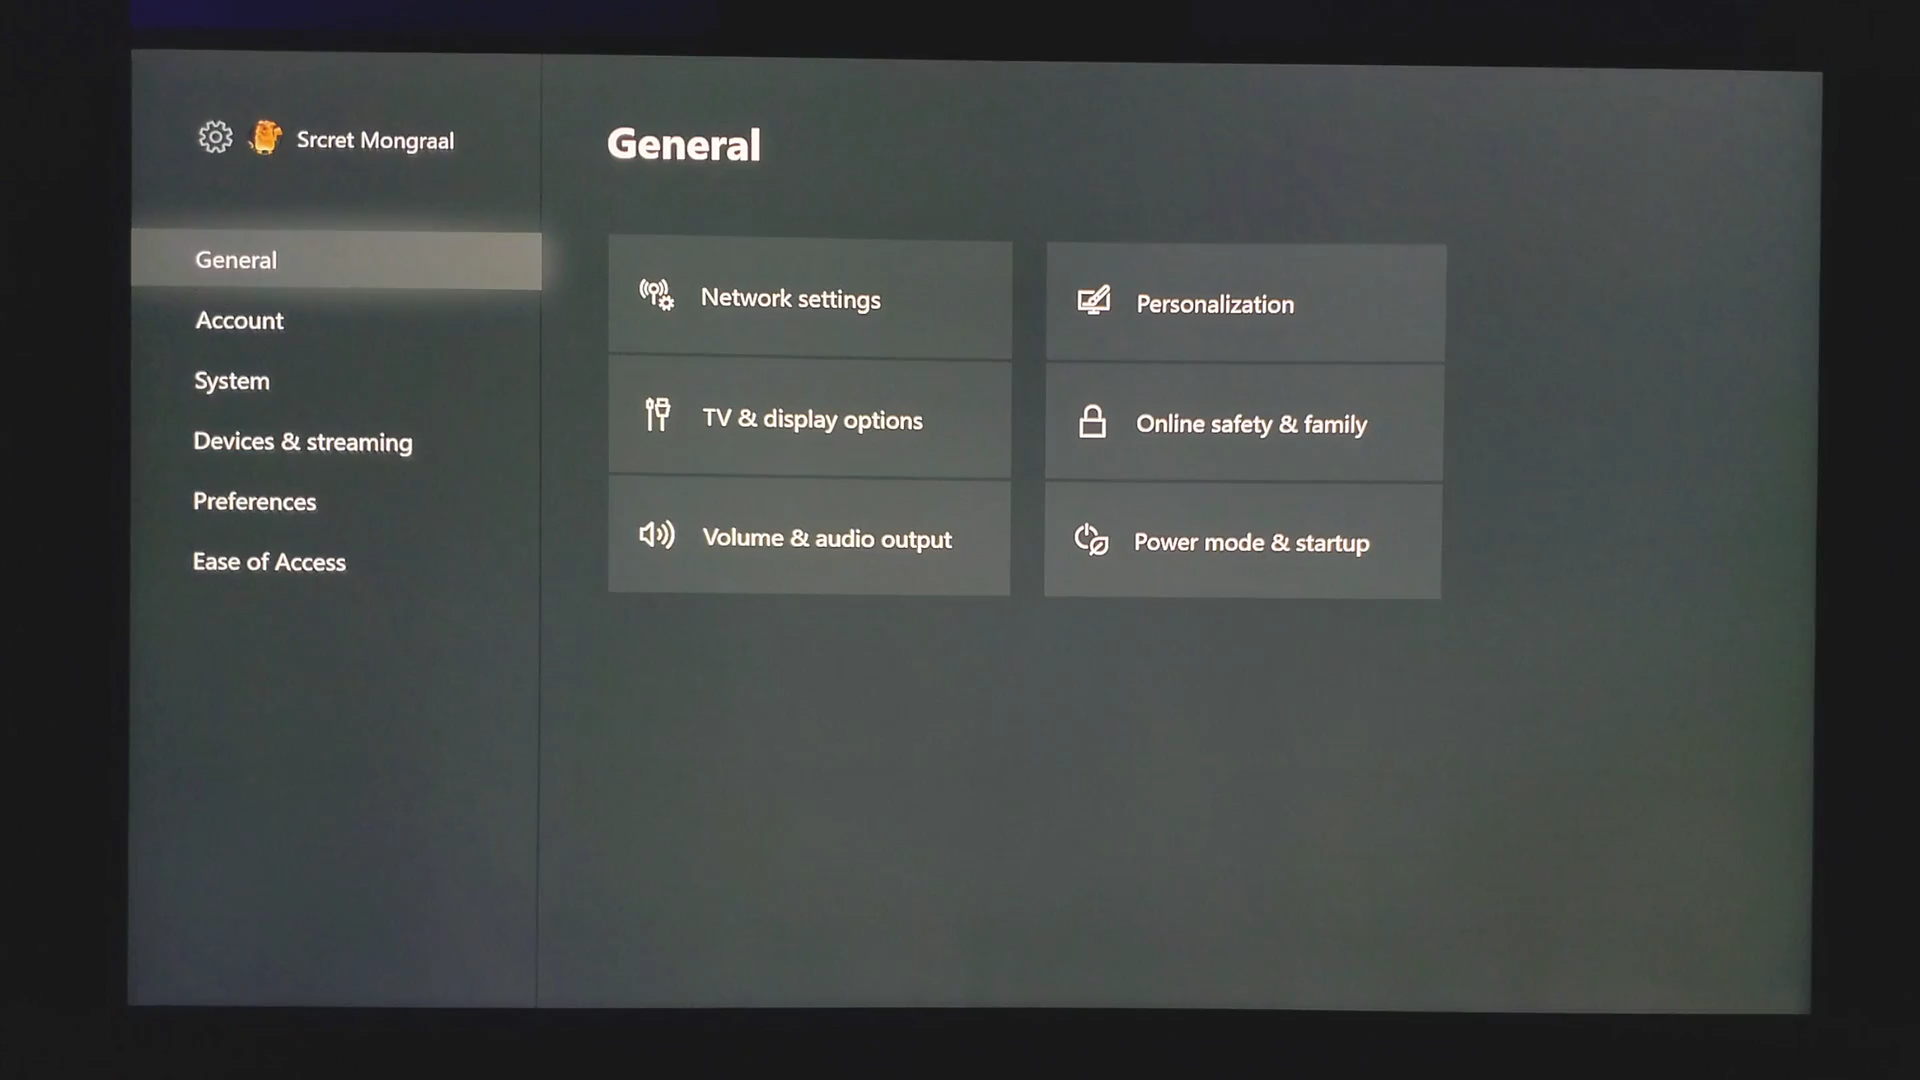 Srcret Mongraal
General
Account
System
Devices & streaming
Preferences
Ease of Access
General
Network settings
TV & display options
Volume & audio output
Personalization
Online safety & family
Power mode & startup